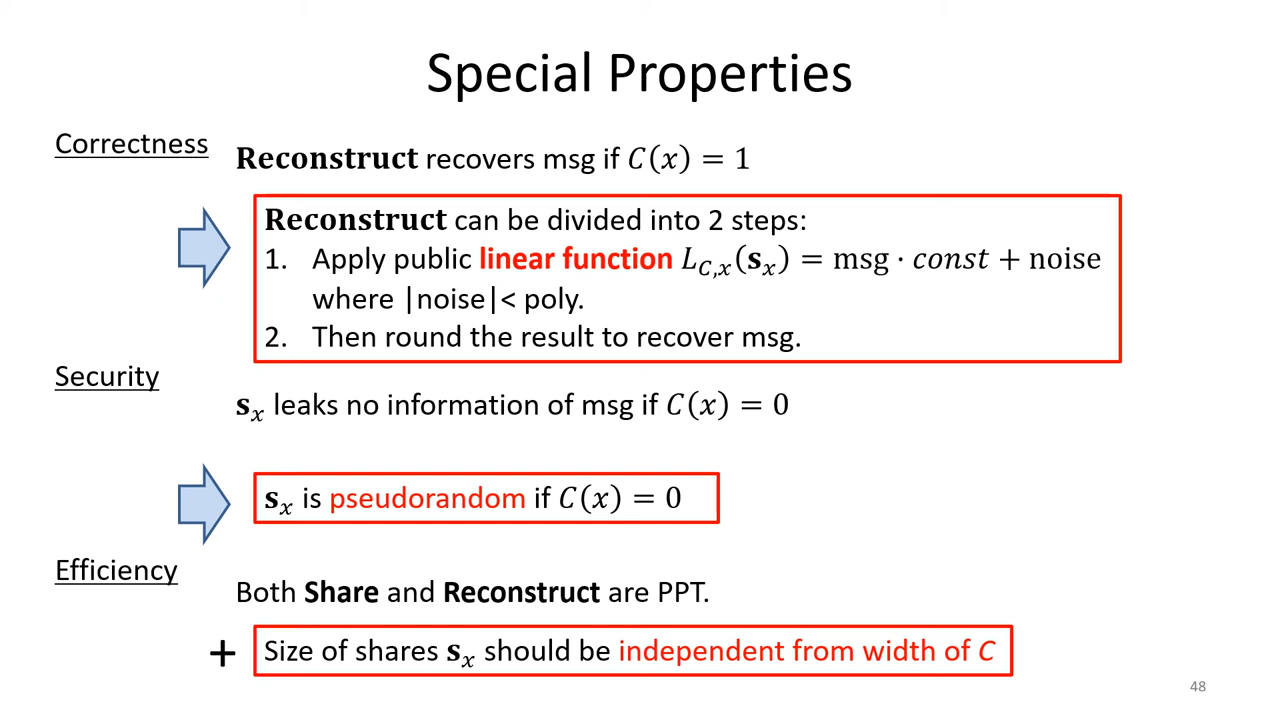 Special Properties
Correctness
Reconstruct recovers msg if C(x) = 1
Reconstruct can be divided into 2 steps:
1. Apply public linear function L_{C,x}(s_x) = msg · const + noise
where |noise|< poly.
2. Then round the result to recover msg.
Security
s_x leaks no information of msg if C(x) = 0
s_x is pseudorandom if C(x) = 0
Efficiency
Both Share and Reconstruct are PPT.
+ Size of shares s_x should be independent from width of C
48